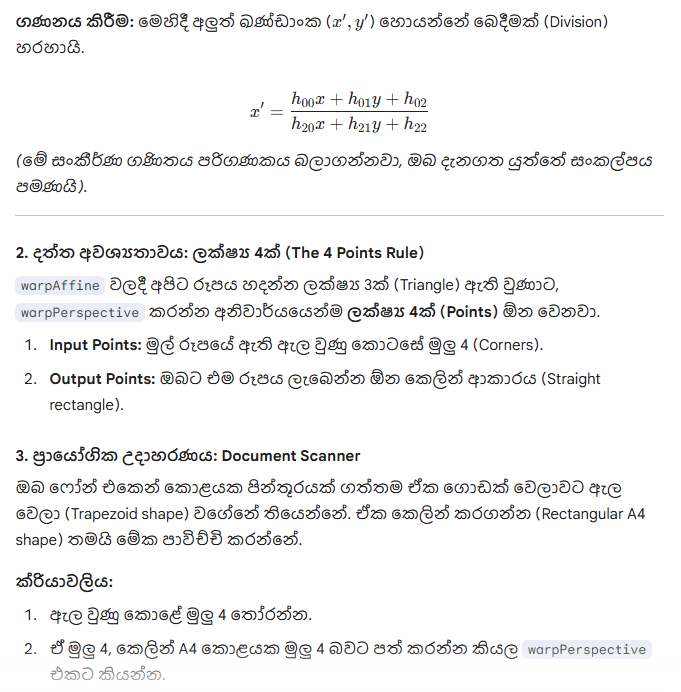 ගණනය කිරීම: මෙහිදී අලුත් ඛණ්ඩාංක (x′, y′) හොයන්නේ බෙදීමක් (Division)
හරහායි.
x′ = (h₀₀x + h₀₁y + h₀₂) / (h₂₀x + h₂₁y + h₂₂)
(මේ සංකීර්ණ ගණිතය පරිගණකය බලාගන්නවා, ඔබ දැනගත යුත්තේ සංකල්පය
පමණයි).
2. දත්ත අවශ්‍යතාවය: ලක්ෂ්‍ය 4ක් (The 4 Points Rule)
warpAffine වලදී අපිට රූපය හදන්න ලක්ෂ්‍ය 3ක් (Triangle) ඇති වුණාට,
warpPerspective කරන්න අනිවාර්යයෙන්ම ලක්ෂ්‍ය 4ක් (Points) ඕන වෙනවා.
1. Input Points: මුල් රූපයේ ඇති ඇල වුණු කොටසේ මුලු 4 (Corners).
2. Output Points: ඔබට එම රූපය ලැබෙන්න ඕන කෙලින් ආකාරය (Straight
rectangle).
3. ප්‍රායෝගික උදාහරණය: Document Scanner
ඔබ ෆෝන් එකෙන් කොළයක පින්තූරයක් ගත්තම ඒක ගොඩක් වෙලාවට ඇල
වෙලා (Trapezoid shape) වගේනේ තියෙන්නේ. ඒක කෙලින් කරගන්න (Rectangular A4
shape) තමයි මේක පාවිච්චි කරන්නේ.
ක්රියාවලිය:
1. ඇල වුණු කොළේ මුලු 4 තෝරන්න.
2. ඒ මුලු 4, කෙලින් A4 කොළයක මුලු 4 බවට පත් කරන්න කියල warpPerspective
එකට කියන්න.